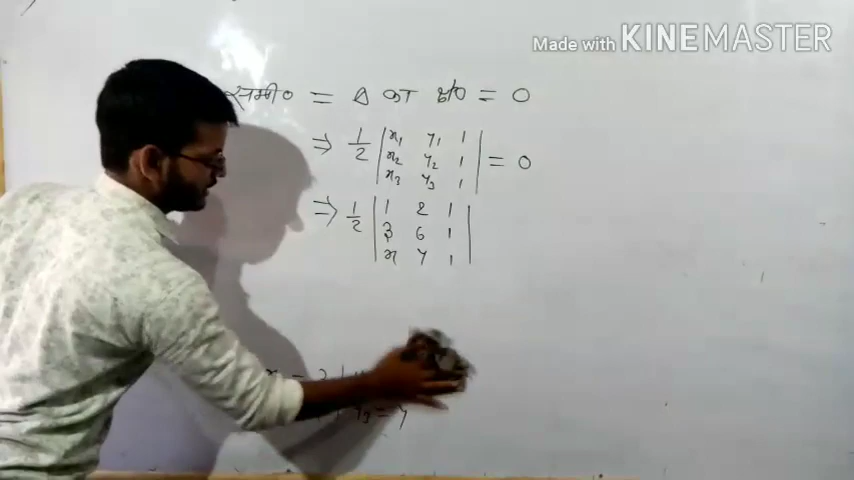 Made with KINEMASTER
समी० = Δ का क्षे० = 0
⇒ 1/2 | x₁ y₁ 1 | = 0
| x₂ y₂ 1 |
| x₃ y₃ 1 |
⇒ 1/2 | 1 2 1 |
| 3 6 1 |
| x y 1 |
y₃ = y